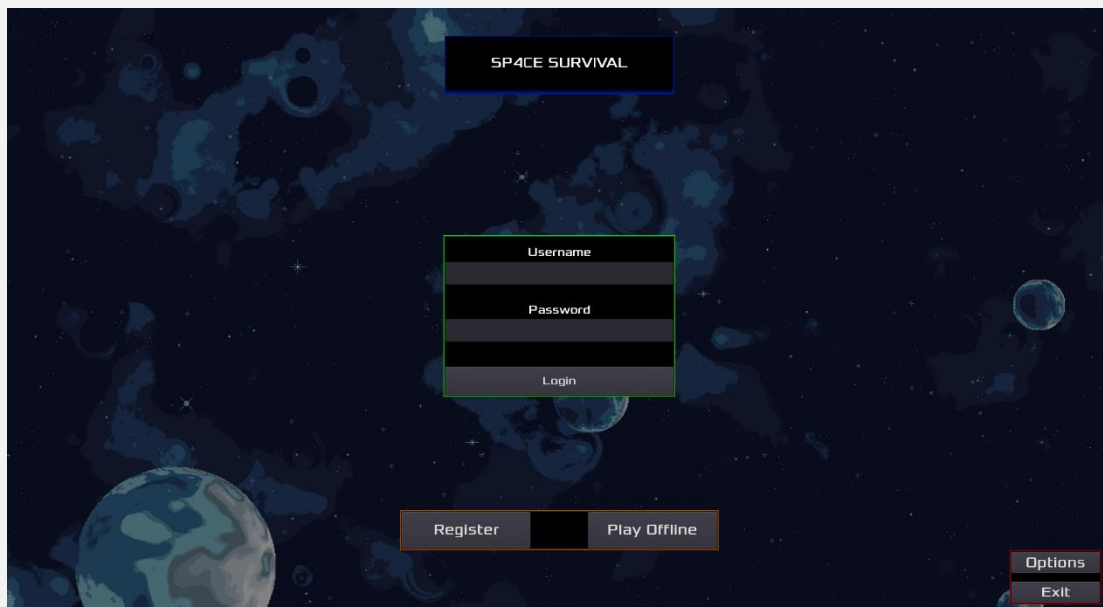 SP4CE SURVIVAL
Username
Password
Login
Register
Play Offline
Options
Exit